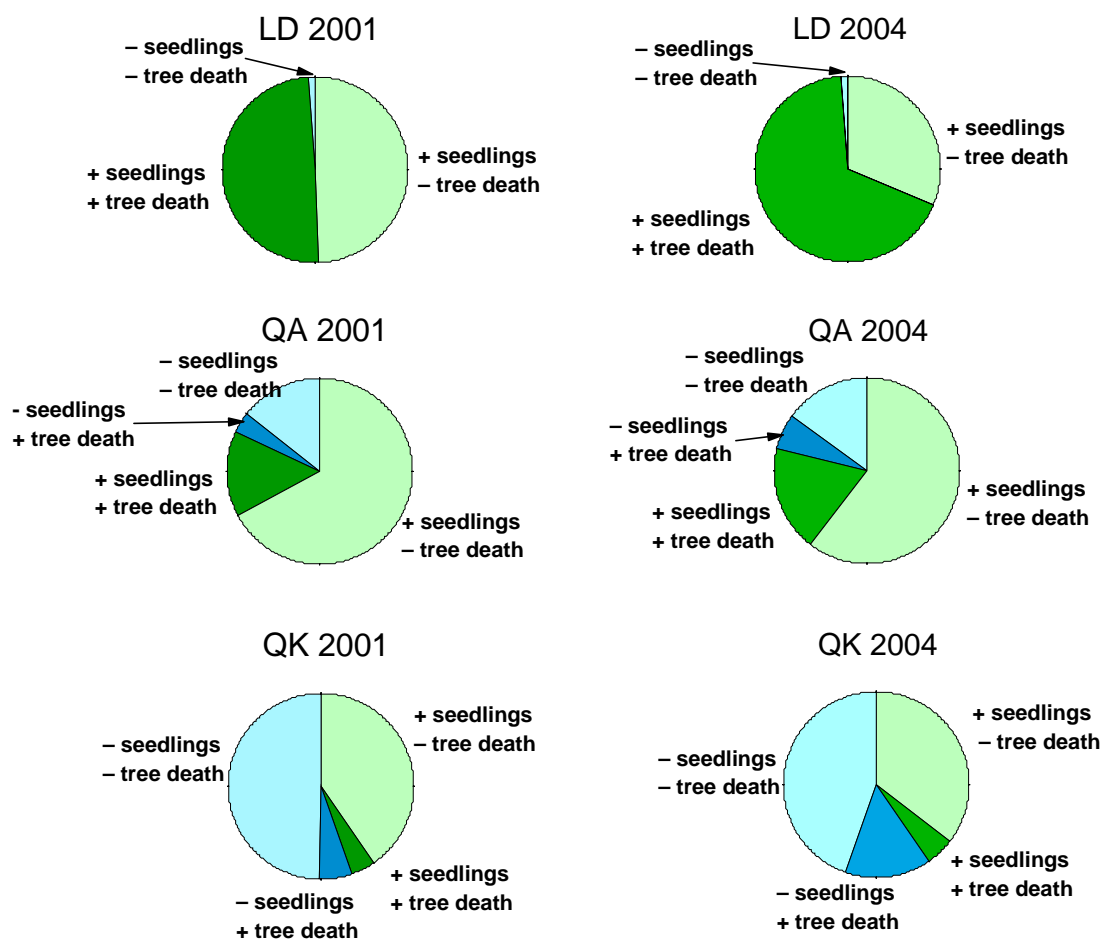 LD 2001
– seedlings
– tree death
+ seedlings
+ tree death
+ seedlings
– tree death
LD 2004
– seedlings
– tree death
+ seedlings
– tree death
+ seedlings
+ tree death
QA 2001
– seedlings
– tree death
- seedlings
+ tree death
+ seedlings
+ tree death
+ seedlings
– tree death
QA 2004
– seedlings
– tree death
– seedlings
+ tree death
+ seedlings
+ tree death
+ seedlings
– tree death
QK 2001
– seedlings
– tree death
+ seedlings
– tree death
– seedlings
+ tree death
+ seedlings
+ tree death
QK 2004
– seedlings
– tree death
+ seedlings
– tree death
– seedlings
+ tree death
+ seedlings
+ tree death